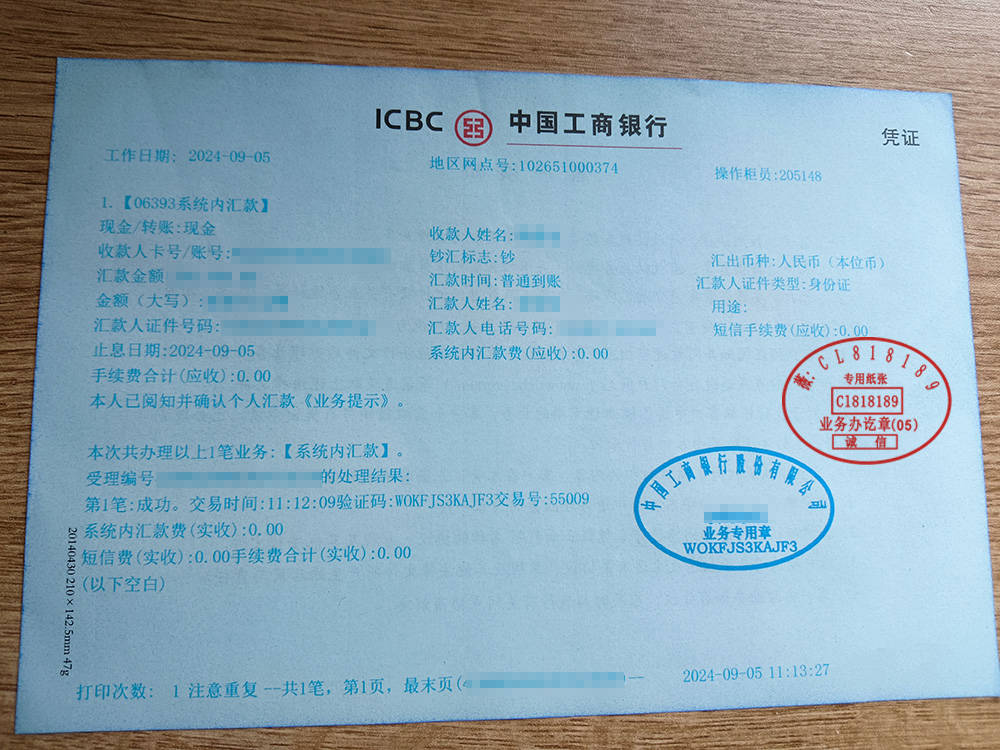 ICBC 中国工商银行
凭证
工作日期: 2024-09-05 地区网点号:102651000374 操作柜员:205148
1.【06393系统内汇款】
现金/转账:现金 收款人姓名:
收款人卡号/账号: 钞汇标志:钞 汇出币种:人民币（本位币）
汇款金额 汇款时间:普通到账 汇款人证件类型:身份证
金额（大写）: 汇款人姓名: 用途:
汇款人证件号码: 汇款人电话号码: 短信手续费(应收):0.00
止息日期:2024-09-05 系统内汇款费(应收):0.00
手续费合计(应收):0.00
本人已阅知并确认个人汇款《业务提示》。
薇:CL818189
专用纸张
C1818189
业务办讫章(05)
诚 信
本次共办理以上1笔业务:【系统内汇款】。
受理编号 的处理结果:
第1笔:成功。交易时间:11:12:09验证码:WOKFJS3KAJF3交易号:55009
系统内汇款费(实收):0.00
短信费(实收):0.00手续费合计(实收):0.00
(以下空白)
中国工商银行股份有限公司
业务专用章
WOKFJS3KAJF3
20140430 210×142.5mm 47g
打印次数: 1 注意重复 --共1笔，第1页，最末页( )-- 2024-09-05 11:13:27